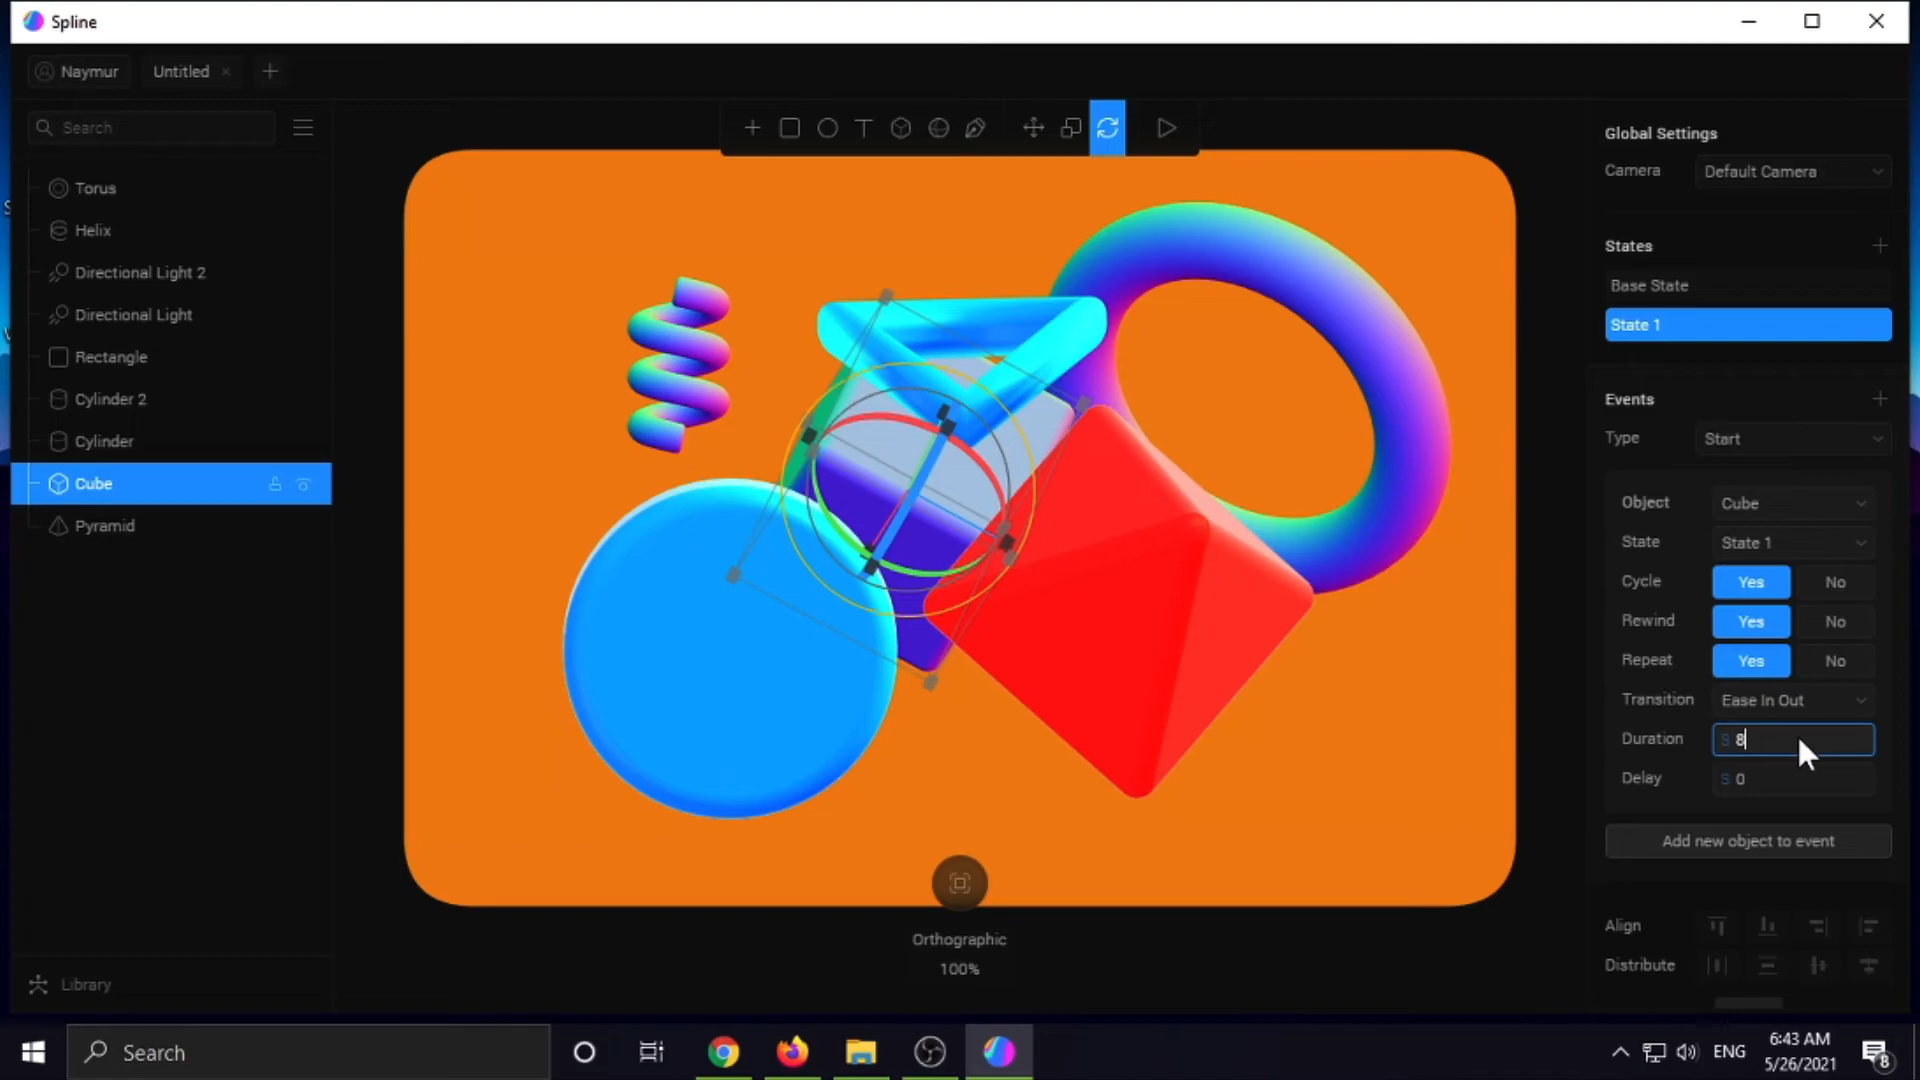 Spline
Naymur
Untitled
Search
Torus
Helix
Directional Light 2
Directional Light
Rectangle
Cylinder 2
Cylinder
Cube
Pyramid
Library
Orthographic
100%
Global Settings
Camera Default Camera
States
Base State
State 1
Events
Type Start
Object Cube
State State 1
Cycle Yes No
Rewind Yes No
Repeat Yes No
Transition Ease In Out
Duration S 8
Delay S 0
Add new object to event
Align
Distribute
Search
ENG
6:43 AM
5/26/2021
8